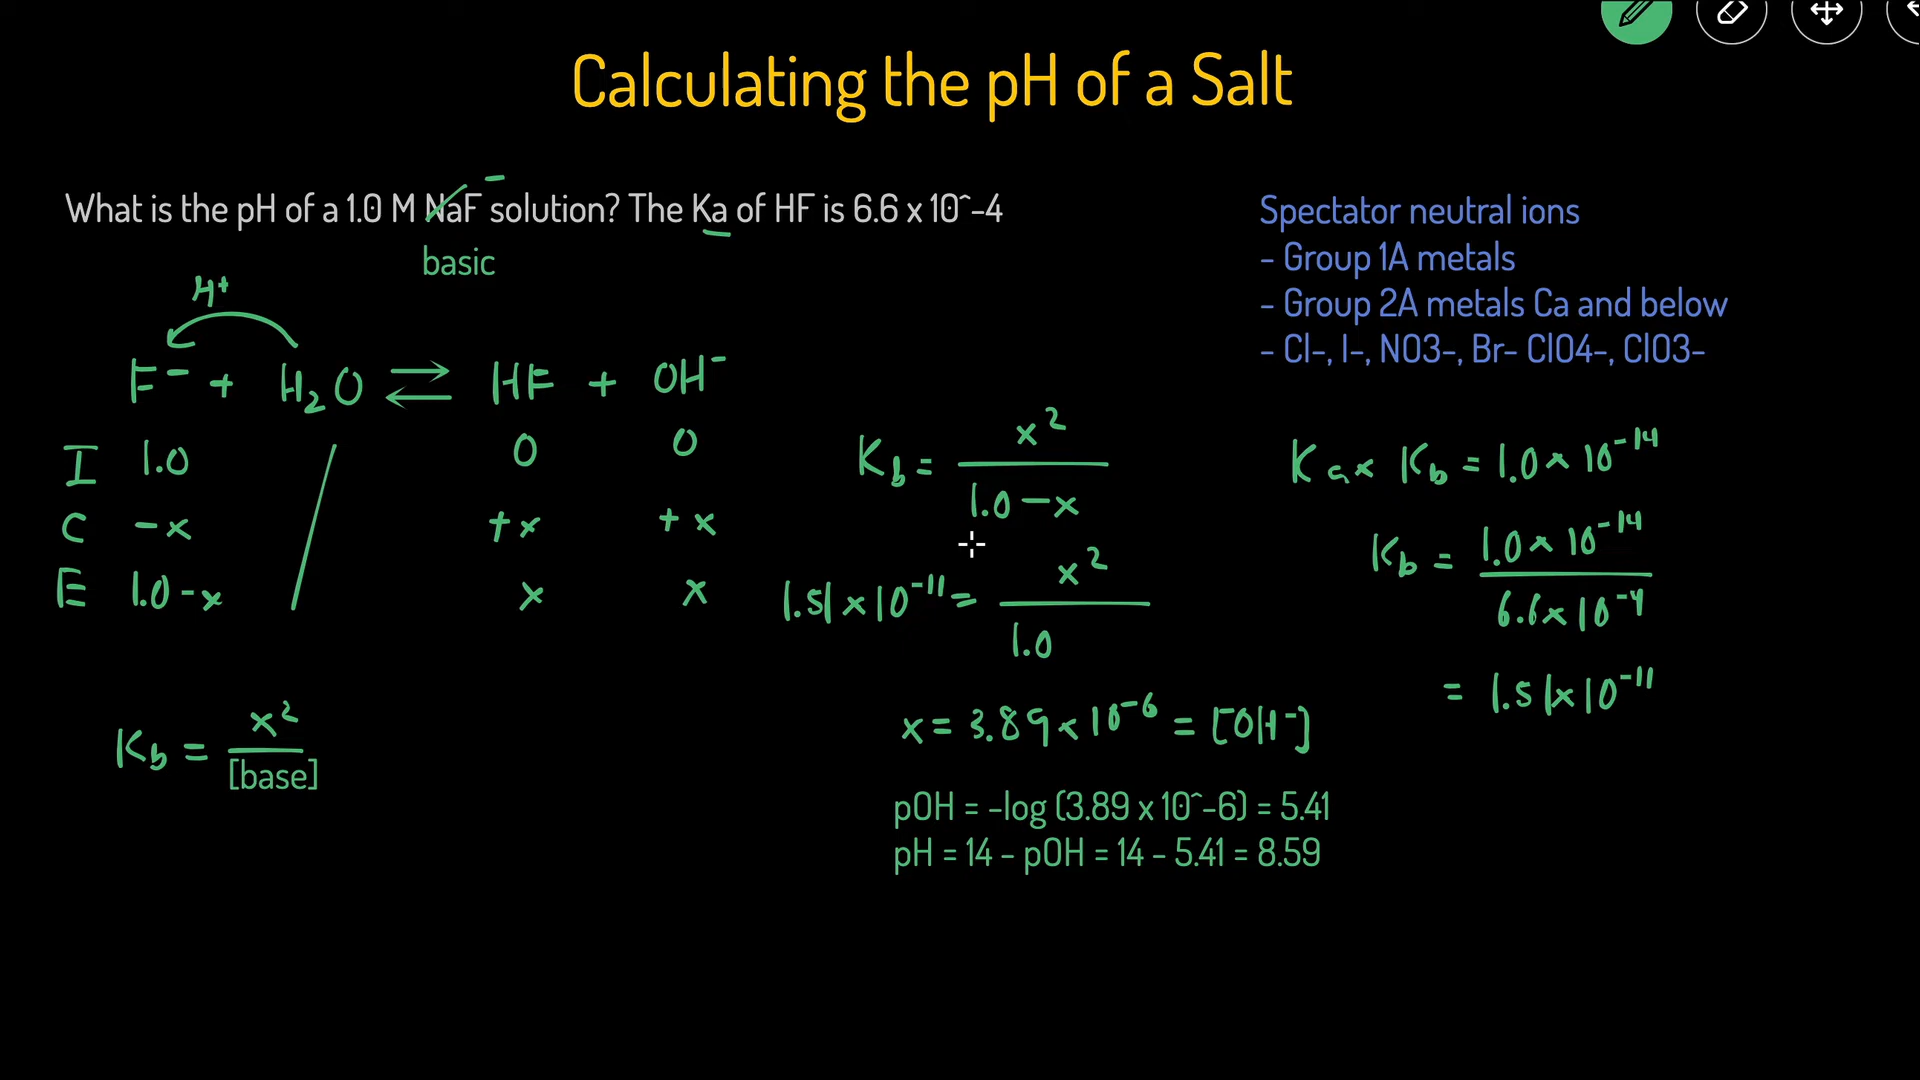 Calculating the pH of a Salt
What is the pH of a 1.0 M NaF⁻ solution? The Ka of HF is 6.6 x 10^-4
basic
H⁺
F⁻ + H₂O ⇌ HF + OH⁻
I 1.0 0 0
C -x +x +x
E 1.0-x x x
Kb = x² / [base]
Kb = x² / 1.0-x
1.51 x 10⁻¹¹ = x² / 1.0
x = 3.89 x 10⁻⁶ = [OH⁻]
pOH = -log (3.89 x 10^-6) = 5.41
pH = 14 - pOH = 14 - 5.41 = 8.59
Spectator neutral ions
- Group 1A metals
- Group 2A metals Ca and below
- Cl-, I-, NO3-, Br- ClO4-, ClO3-
Ka x Kb = 1.0 x 10⁻¹⁴
Kb = 1.0 x 10⁻¹⁴ / 6.6 x 10⁻⁴
= 1.51 x 10⁻¹¹